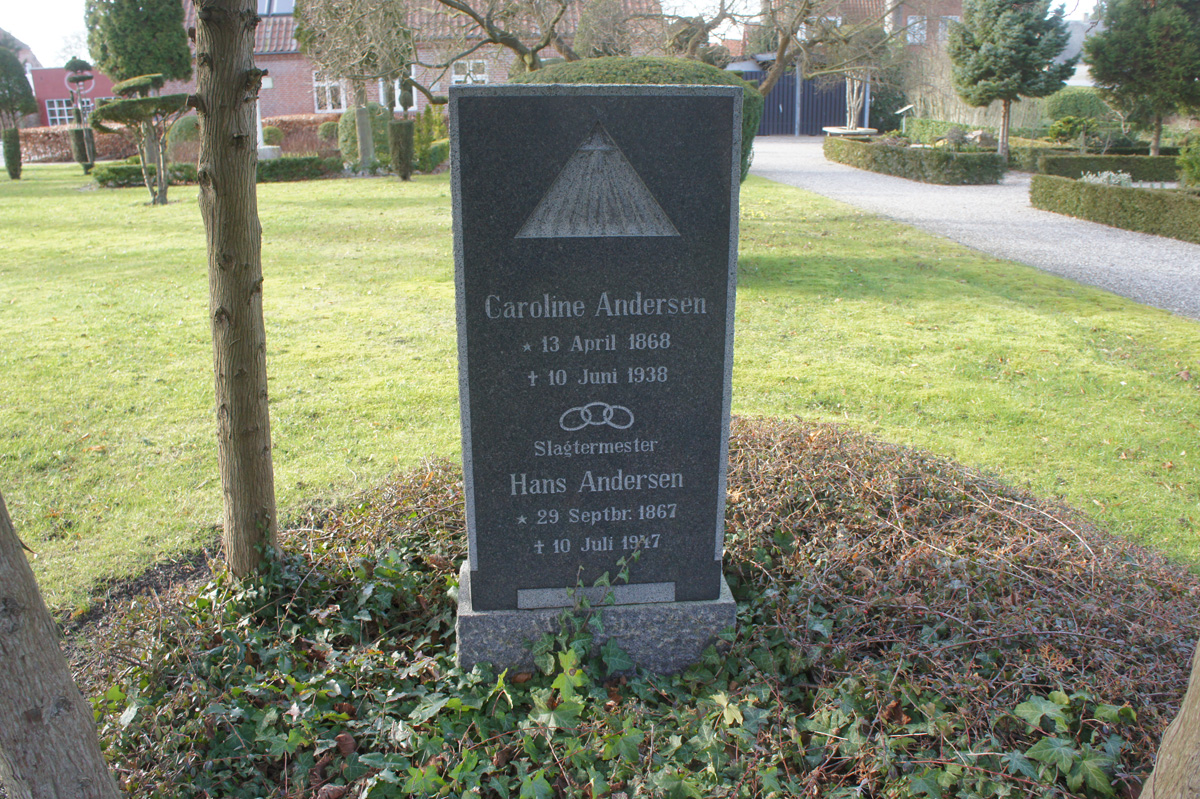 Caroline Andersen
* 13 April 1868
† 10 Juni 1938
Slagtermester
Hans Andersen
* 29 Septbr. 1867
† 10 Juli 1947